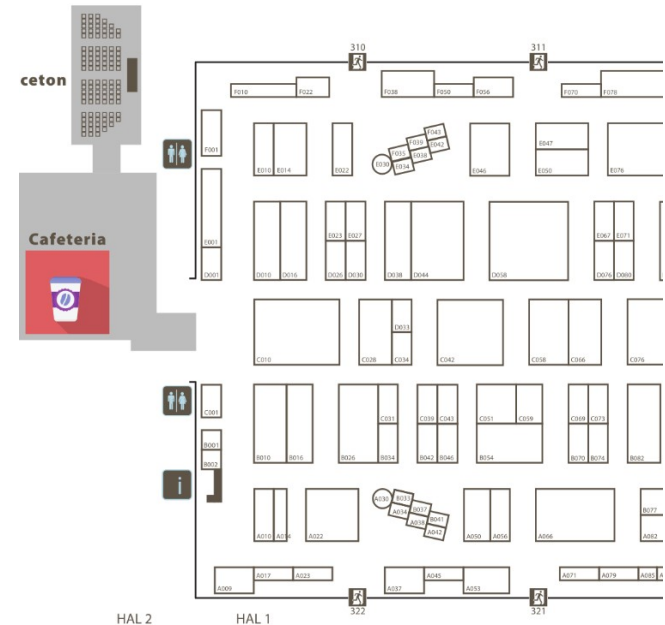 310 311
ceton
F010 F022 F038 F050 F056 F070 F078
F001
F043
F039 F042
F035 F038
E030 E034
E010 E014 E022 E046 E047
E050 E076
Cafeteria
E001
E023 E027 E067 E071
D001 D010 D016 D026 D030 D038 D044 D058 D076 D080
D033
C010 C028 C034 C042 C058 C066 C076
C001
C031 C039 C043 C051 C059 C069 C073
B001
B002
B010 B016 B026 B034 B042 B046 B054 B070 B074 B082
i
A030 B033
A034 B037
A038 B041
A042
B077
A010 A014 A022 A050 A056 A066 A082
A009 A017 A023 A037 A045 A053 A071 A079 A085
322 321
HAL 2 HAL 1